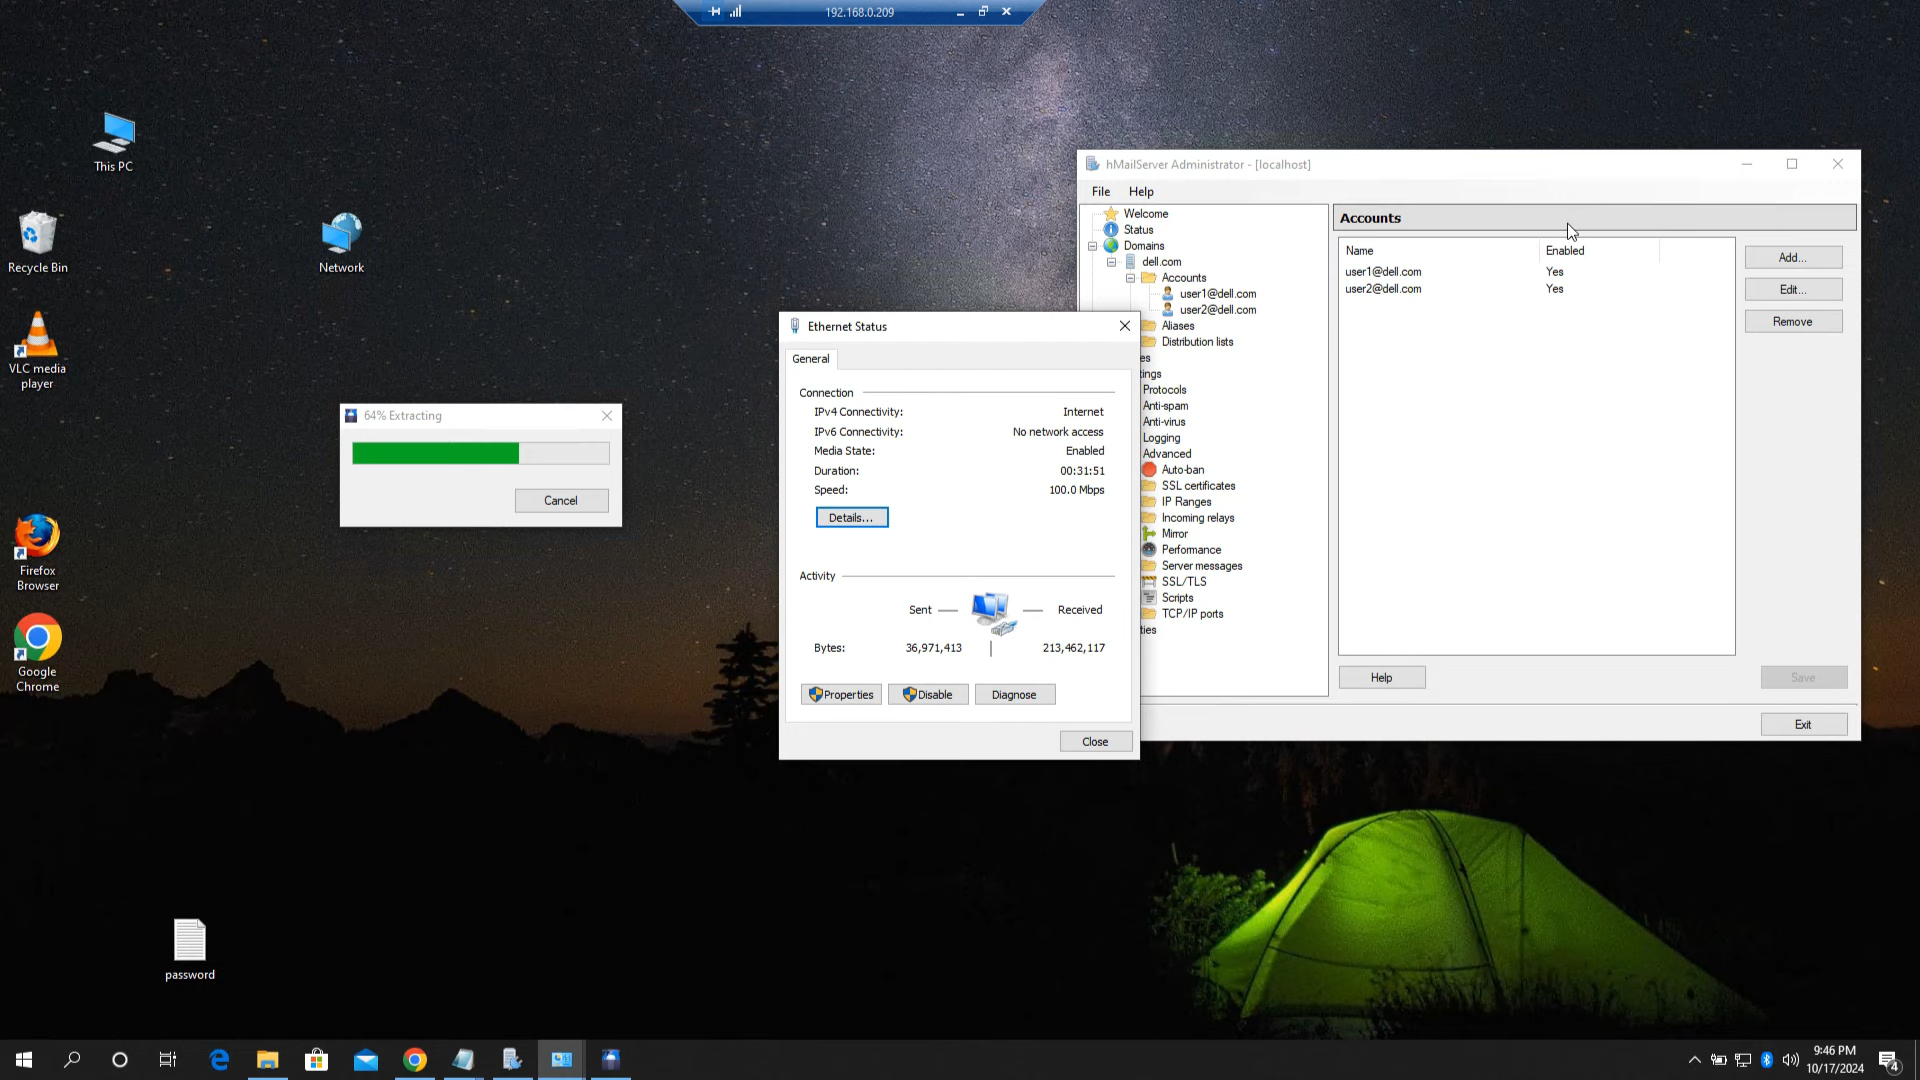 192.168.0.209
This PC
Recycle Bin
Network
VLC media
player
Firefox
Browser
Google
Chrome
password
64% Extracting
Cancel
Ethernet Status
General
Connection
IPv4 Connectivity: Internet
IPv6 Connectivity: No network access
Media State: Enabled
Duration: 00:31:51
Speed: 100.0 Mbps
Details...
Activity
Sent Received
Bytes: 36,971,413 213,462,117
Properties Disable Diagnose
Close
hMailServer Administrator - [localhost]
File Help
Welcome
Status
Domains
dell.com
Accounts
user1@dell.com
user2@dell.com
Aliases
Distribution lists
es
tings
Protocols
Anti-spam
Anti-virus
Logging
Advanced
Auto-ban
SSL certificates
IP Ranges
Incoming relays
Mirror
Performance
Server messages
SSL/TLS
Scripts
TCP/IP ports
ties
Accounts
Name Enabled
user1@dell.com Yes
user2@dell.com Yes
Add...
Edit...
Remove
Help
Save
Exit
9:46 PM
10/17/2024
4